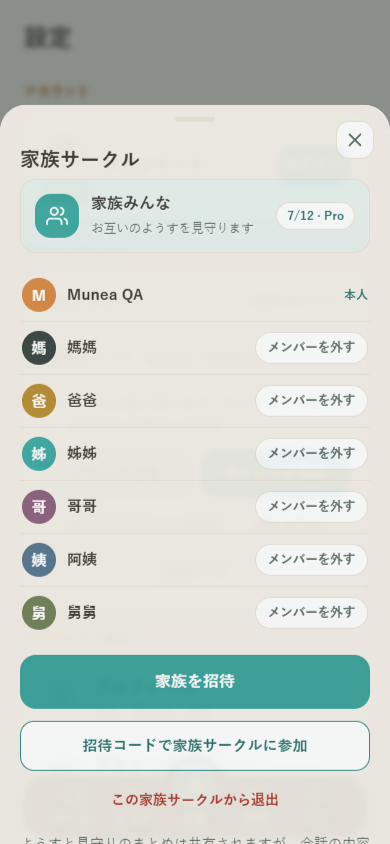 設定
アカウント
家族サークル
家族みんな
お互いのようすを見守ります
7/12・Pro
M Munea QA 本人
媽 媽媽 メンバーを外す
爸 爸爸 メンバーを外す
姊 姊姊 メンバーを外す
哥 哥哥 メンバーを外す
姨 阿姨 メンバーを外す
舅 舅舅 メンバーを外す
家族を招待
招待コードで家族サークルに参加
この家族サークルから退出
ようすと見守りのまとめは共有されますが、会話の内容